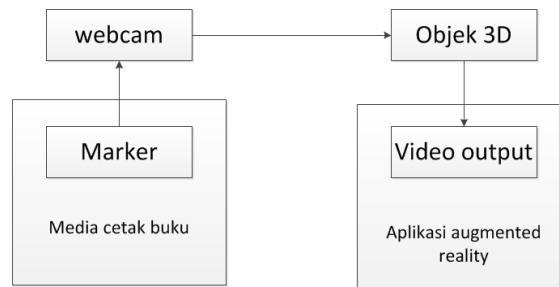 webcam
Objek 3D
Marker
Video output
Media cetak buku
Aplikasi augmented
reality